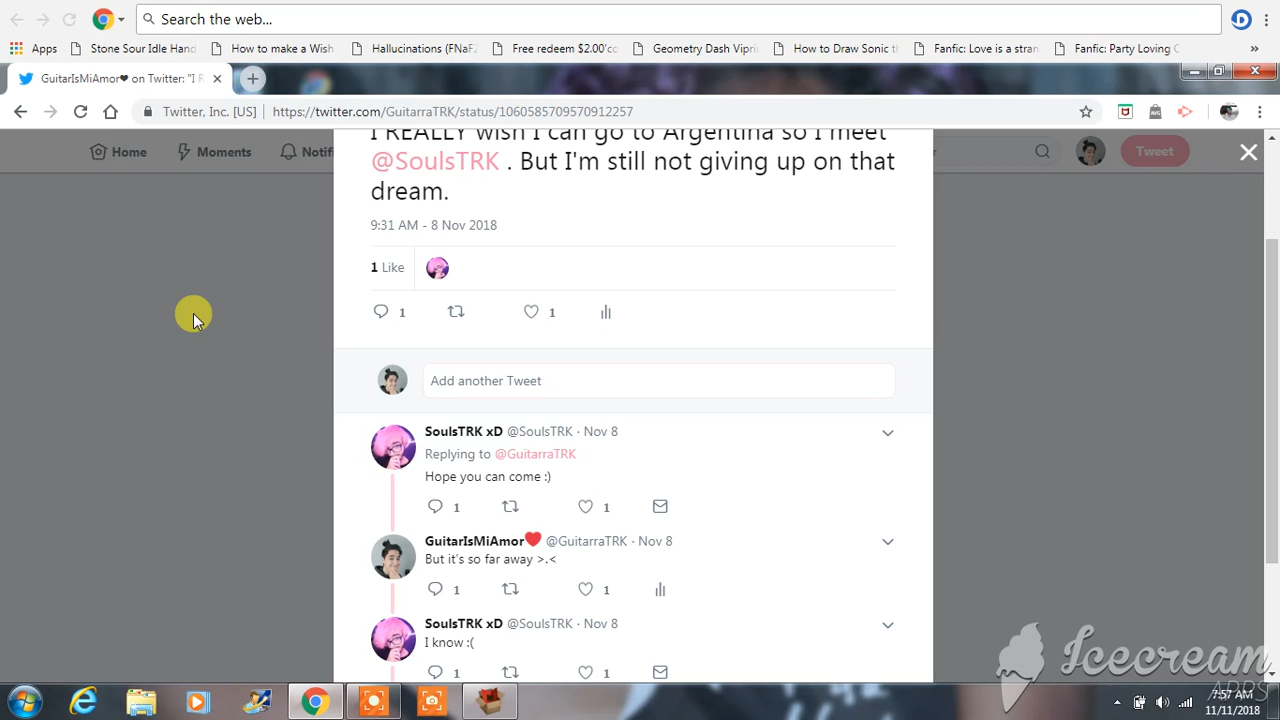 Search the web...
Apps Stone Sour Idle Hand How to make a Wish Hallucinations (FNaF Free redeem $2.00'co Geometry Dash Vipri How to Draw Sonic th Fanfic: Love is a stran Fanfic: Party Loving C »
GuitarIsMiAmor❤ on Twitter: "I R
Twitter, Inc. [US] https://twitter.com/GuitarraTRK/status/1060585709570912257
Home Moments Notifi Tweet
I REALLY wish I can go to Argentina so I meet
@SoulsTRK . But I'm still not giving up on that
dream.
9:31 AM - 8 Nov 2018
1 Like
1 1
Add another Tweet
SoulsTRK xD @SoulsTRK · Nov 8
Replying to @GuitarraTRK
Hope you can come :)
1 1
GuitarIsMiAmor❤ @GuitarraTRK · Nov 8
But it's so far away >.<
1 1
SoulsTRK xD @SoulsTRK · Nov 8
I know :(
1 1
Icecream
APPS
7:57 AM
11/11/2018